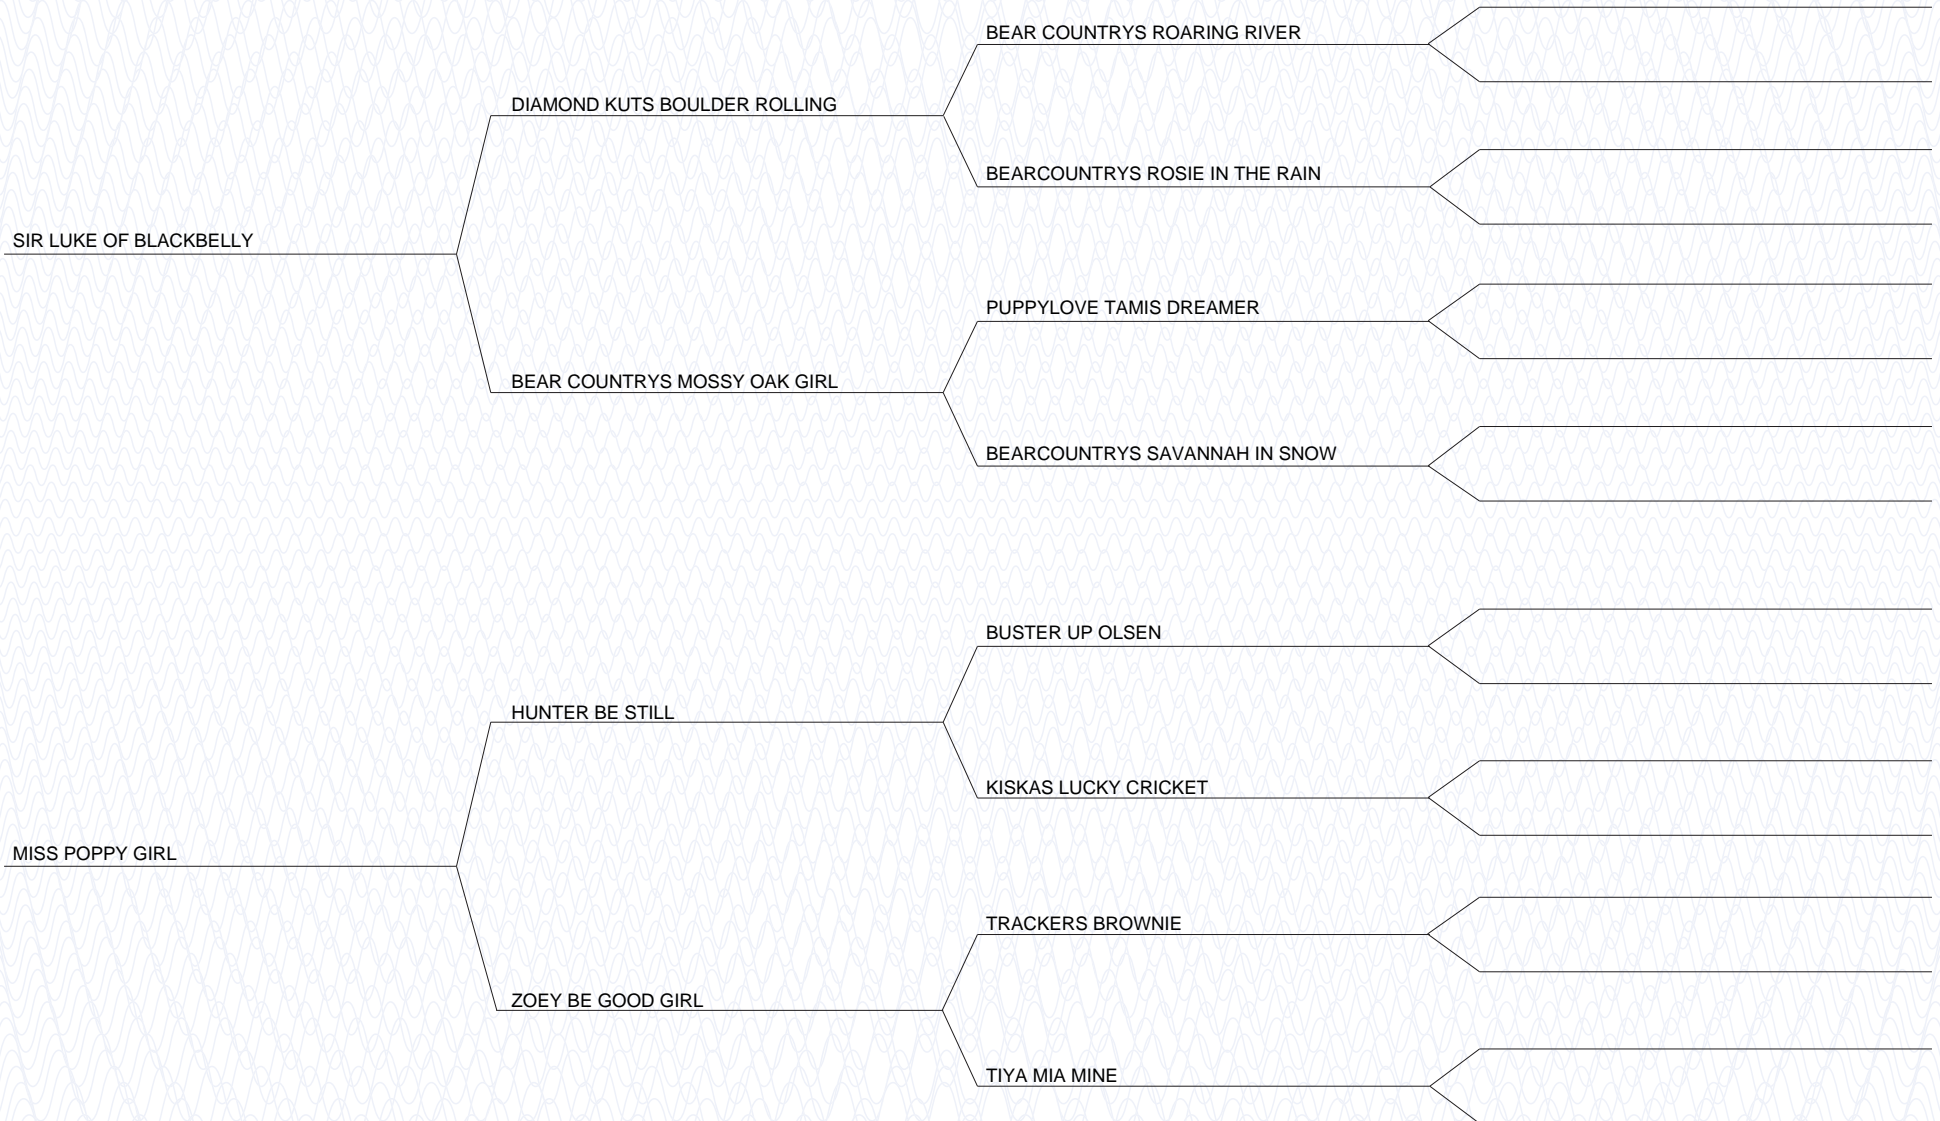 BEAR COUNTRYS ROARING RIVER
DIAMOND KUTS BOULDER ROLLING
BEARCOUNTRYS ROSIE IN THE RAIN
SIR LUKE OF BLACKBELLY
PUPPYLOVE TAMIS DREAMER
BEAR COUNTRYS MOSSY OAK GIRL
BEARCOUNTRYS SAVANNAH IN SNOW
BUSTER UP OLSEN
HUNTER BE STILL
KISKAS LUCKY CRICKET
MISS POPPY GIRL
TRACKERS BROWNIE
ZOEY BE GOOD GIRL
TIYA MIA MINE